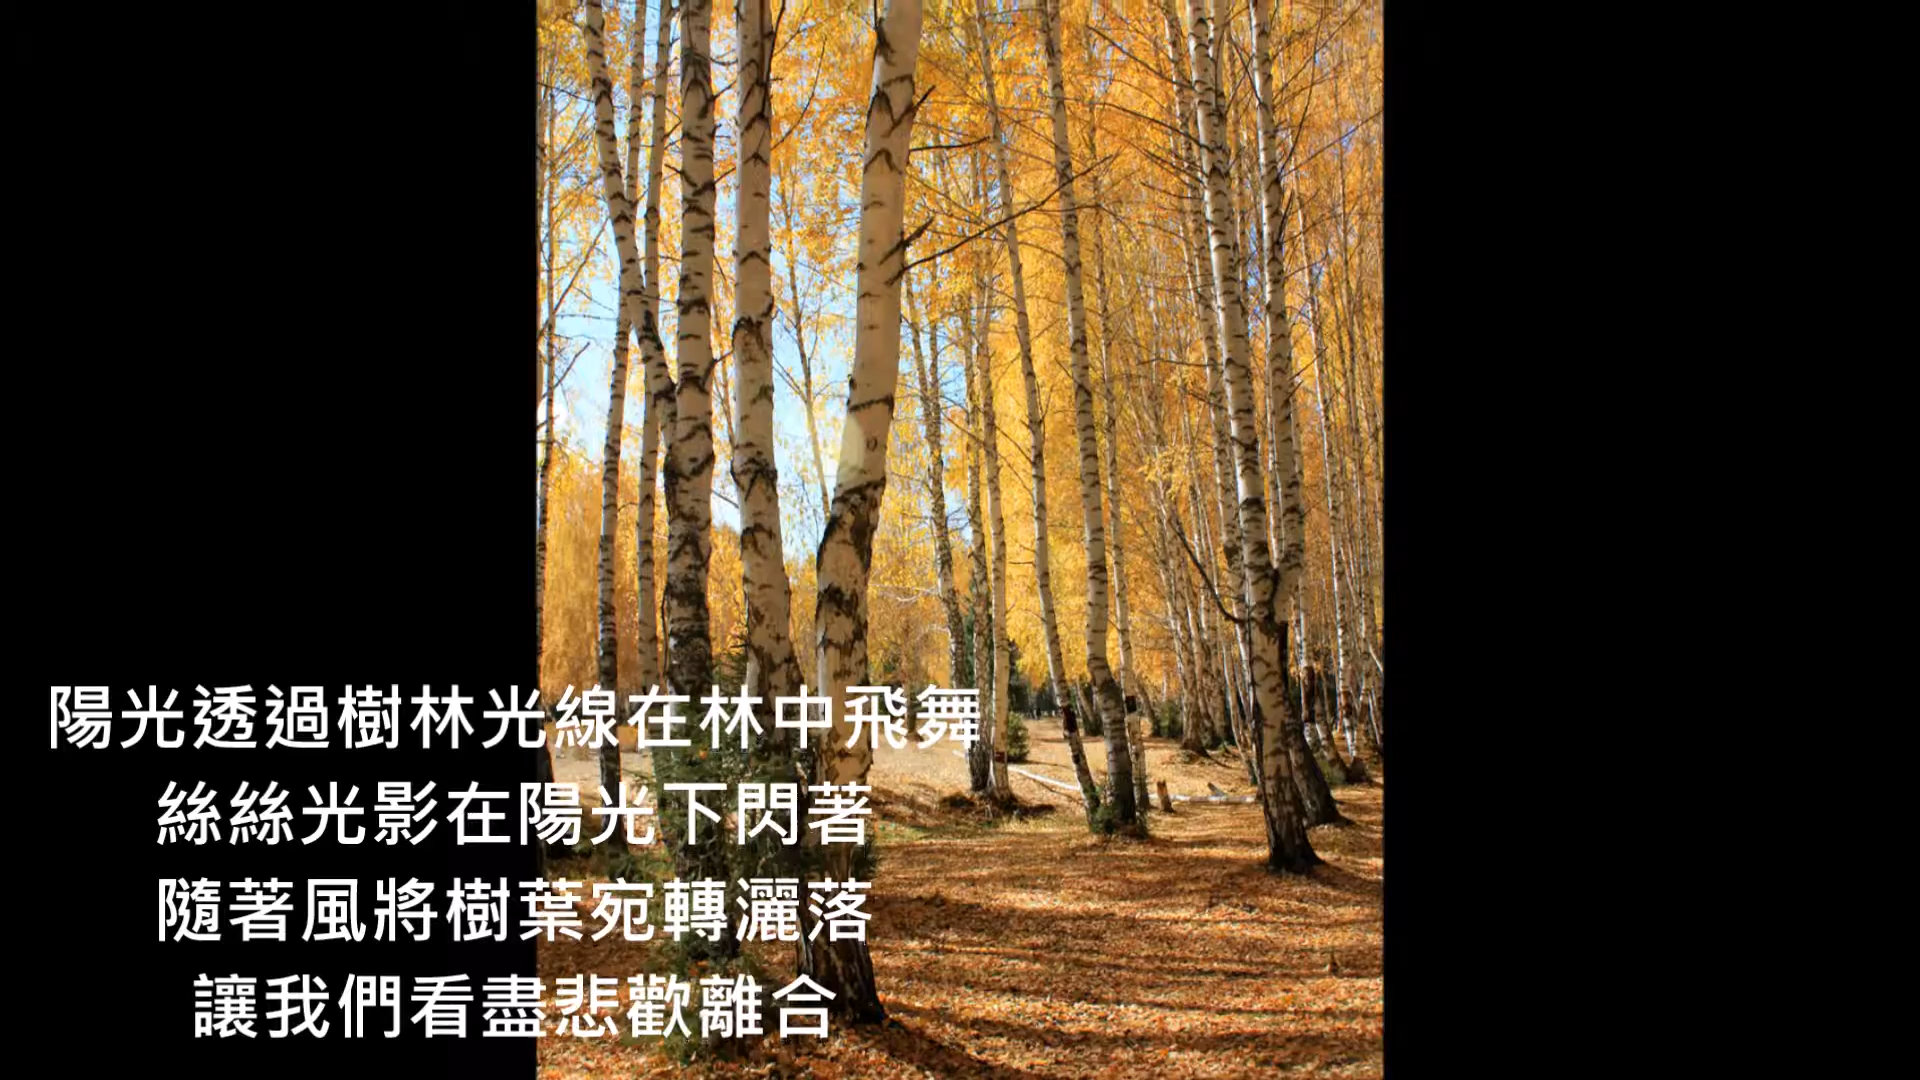 陽光透過樹林光線在林中飛舞
絲絲光影在陽光下閃著
隨著風將樹葉宛轉灑落
讓我們看盡悲歡離合